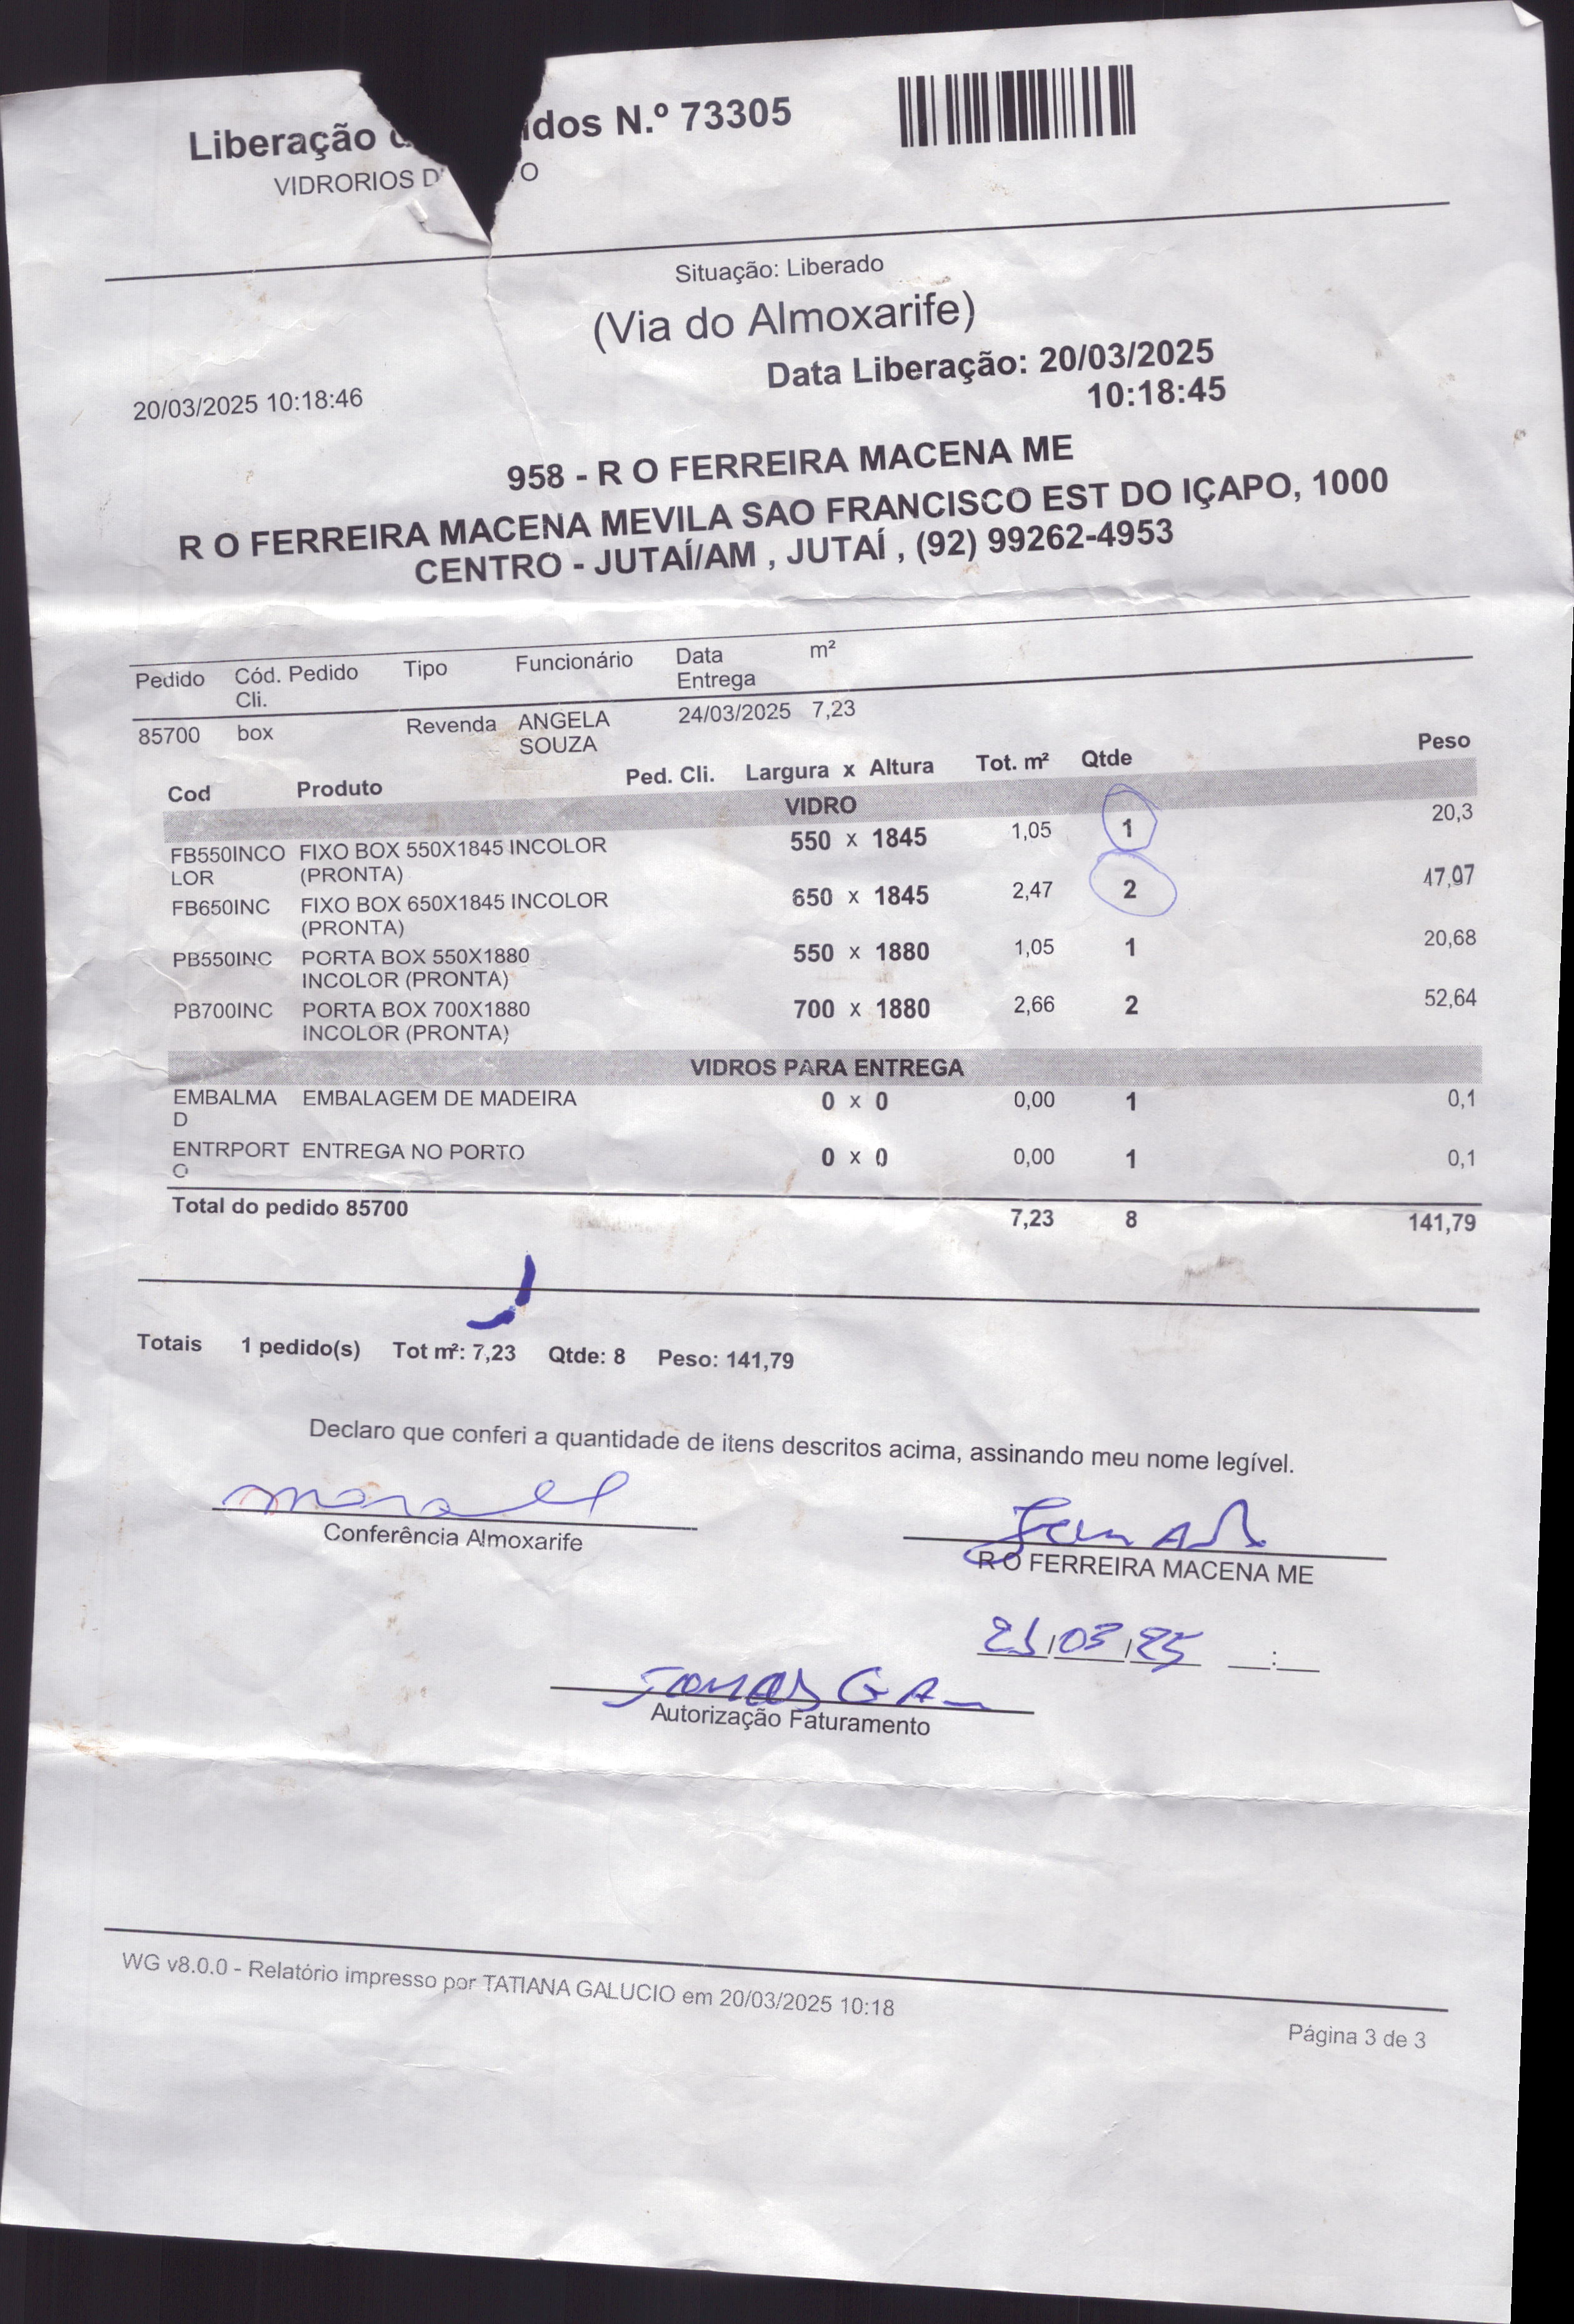 Liberação d idos N.º 73305
VIDRORIOS D TO
Situação: Liberado
(Via do Almoxarife)
Data Liberação: 20/03/2025
20/03/2025 10:18:46 10:18:45
958 - R O FERREIRA MACENA ME
R O FERREIRA MACENA MEVILA SAO FRANCISCO EST DO IÇAPO, 1000
CENTRO - JUTAÍ/AM , JUTAÍ , (92) 99262-4953
Pedido Cód. Pedido Tipo Funcionário Data m²
Cli. Entrega
85700 box Revenda ANGELA 24/03/2025 7,23
SOUZA
Cod Produto Ped. Cli. Largura x Altura Tot. m² Qtde Peso
VIDRO
FB550INCO FIXO BOX 550X1845 INCOLOR 550 x 1845 1,05 1 20,3
LOR (PRONTA)
FB650INC FIXO BOX 650X1845 INCOLOR 650 x 1845 2,47 2 47,97
(PRONTA)
PB550INC PORTA BOX 550X1880 550 x 1880 1,05 1 20,68
INCOLOR (PRONTA)
PB700INC PORTA BOX 700X1880 700 x 1880 2,66 2 52,64
INCOLOR (PRONTA)
VIDROS PARA ENTREGA
EMBALMA EMBALAGEM DE MADEIRA 0 x 0 0,00 1 0,1
D
ENTRPORT ENTREGA NO PORTO 0 x 0 0,00 1 0,1
O
Total do pedido 85700 7,23 8 141,79
Totais 1 pedido(s) Tot m²: 7,23 Qtde: 8 Peso: 141,79
Declaro que conferi a quantidade de itens descritos acima, assinando meu nome legível.
Conferência Almoxarife
R O FERREIRA MACENA ME
21/03/25 __:__
Autorização Faturamento
WG v8.0.0 - Relatório impresso por TATIANA GALUCIO em 20/03/2025 10:18
Página 3 de 3